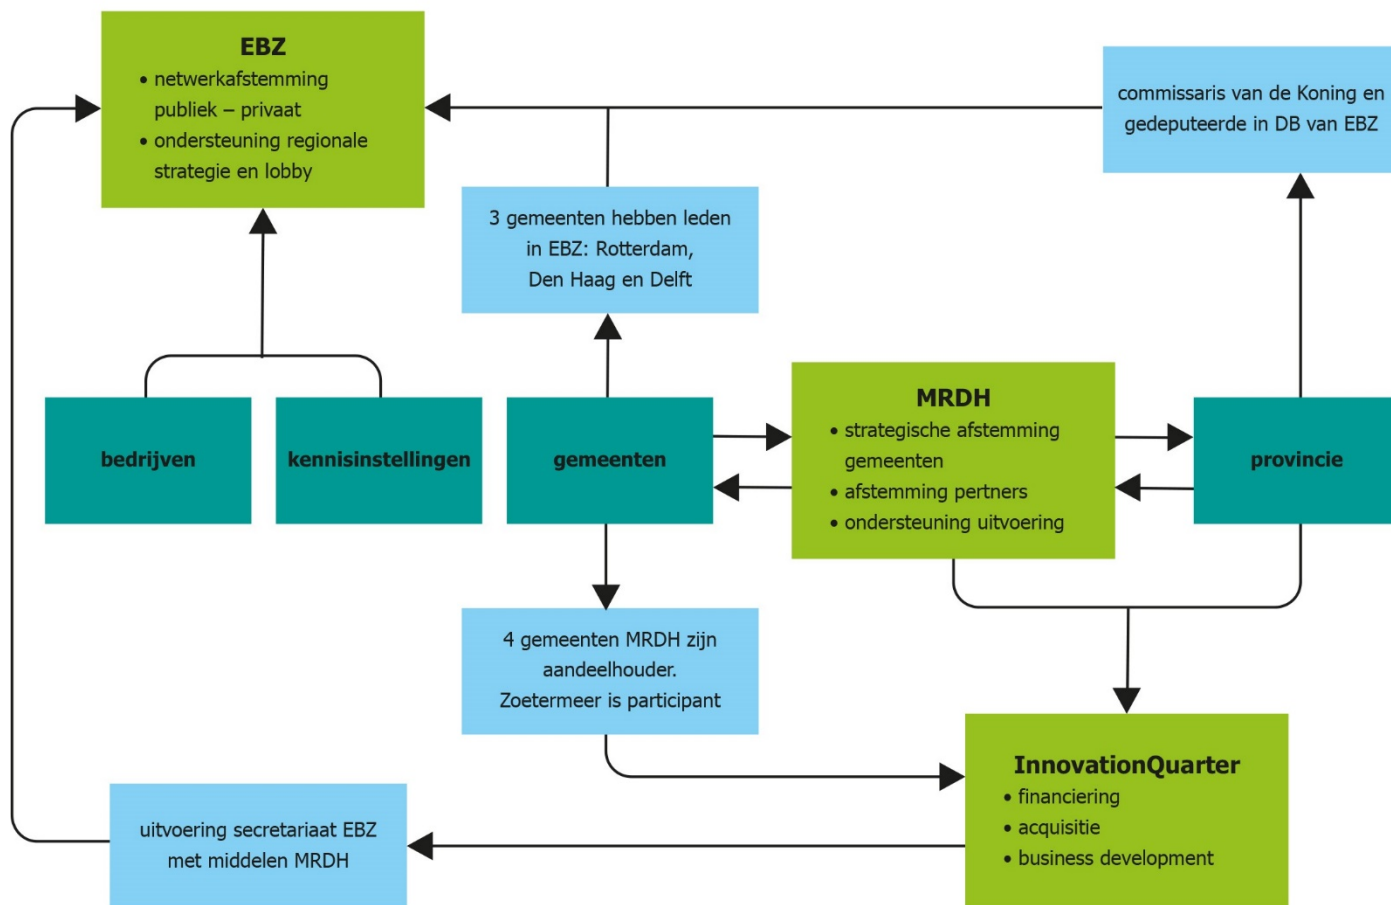 EBZ
• netwerkafstemming
publiek – privaat
• ondersteuning regionale
strategie en lobby
commissaris van de Koning en
gedeputeerde in DB van EBZ
3 gemeenten hebben leden
in EBZ: Rotterdam,
Den Haag en Delft
bedrijven
kennisinstellingen
gemeenten
MRDH
• strategische afstemming
gemeenten
• afstemming pertners
• ondersteuning uitvoering
provincie
4 gemeenten MRDH zijn
aandeelhouder.
Zoetermeer is participant
InnovationQuarter
• financiering
• acquisitie
• business development
uitvoering secretariaat EBZ
met middelen MRDH